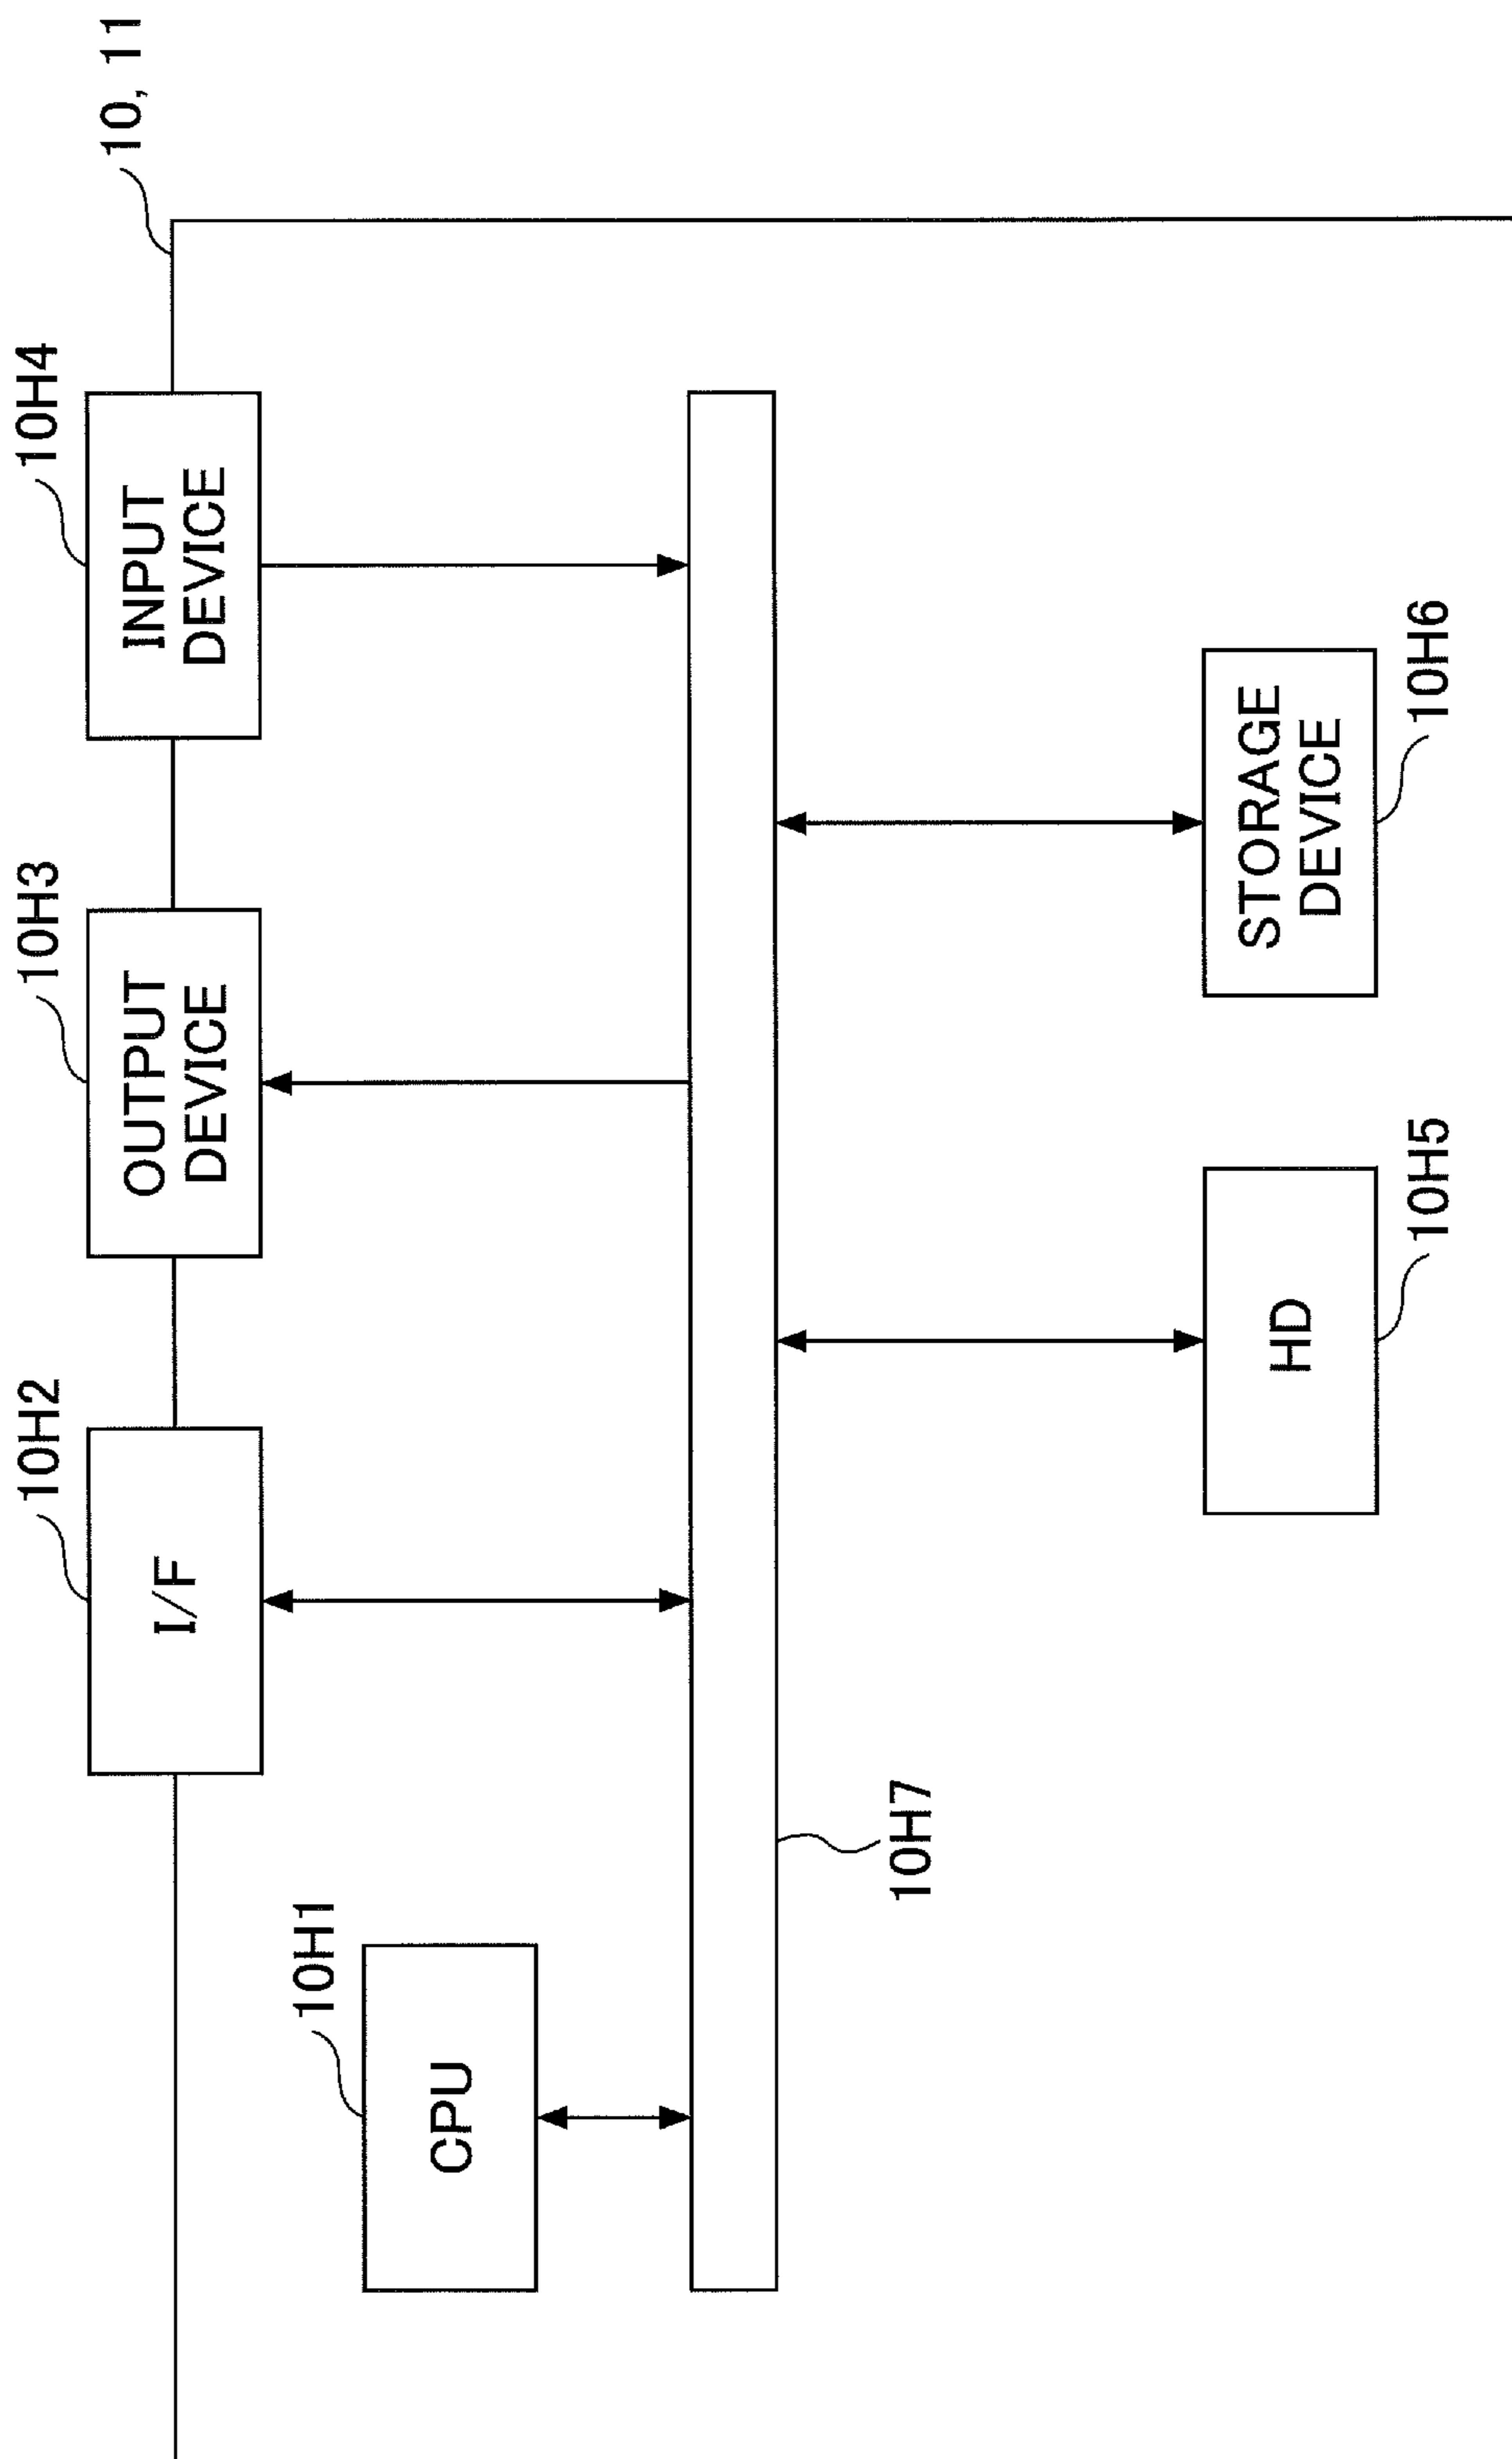 10H2
10H3
10H4
10, 11
I/F
OUTPUT
DEVICE
INPUT
DEVICE
10H1
CPU
10H7
HD
STORAGE
DEVICE
10H5
10H6